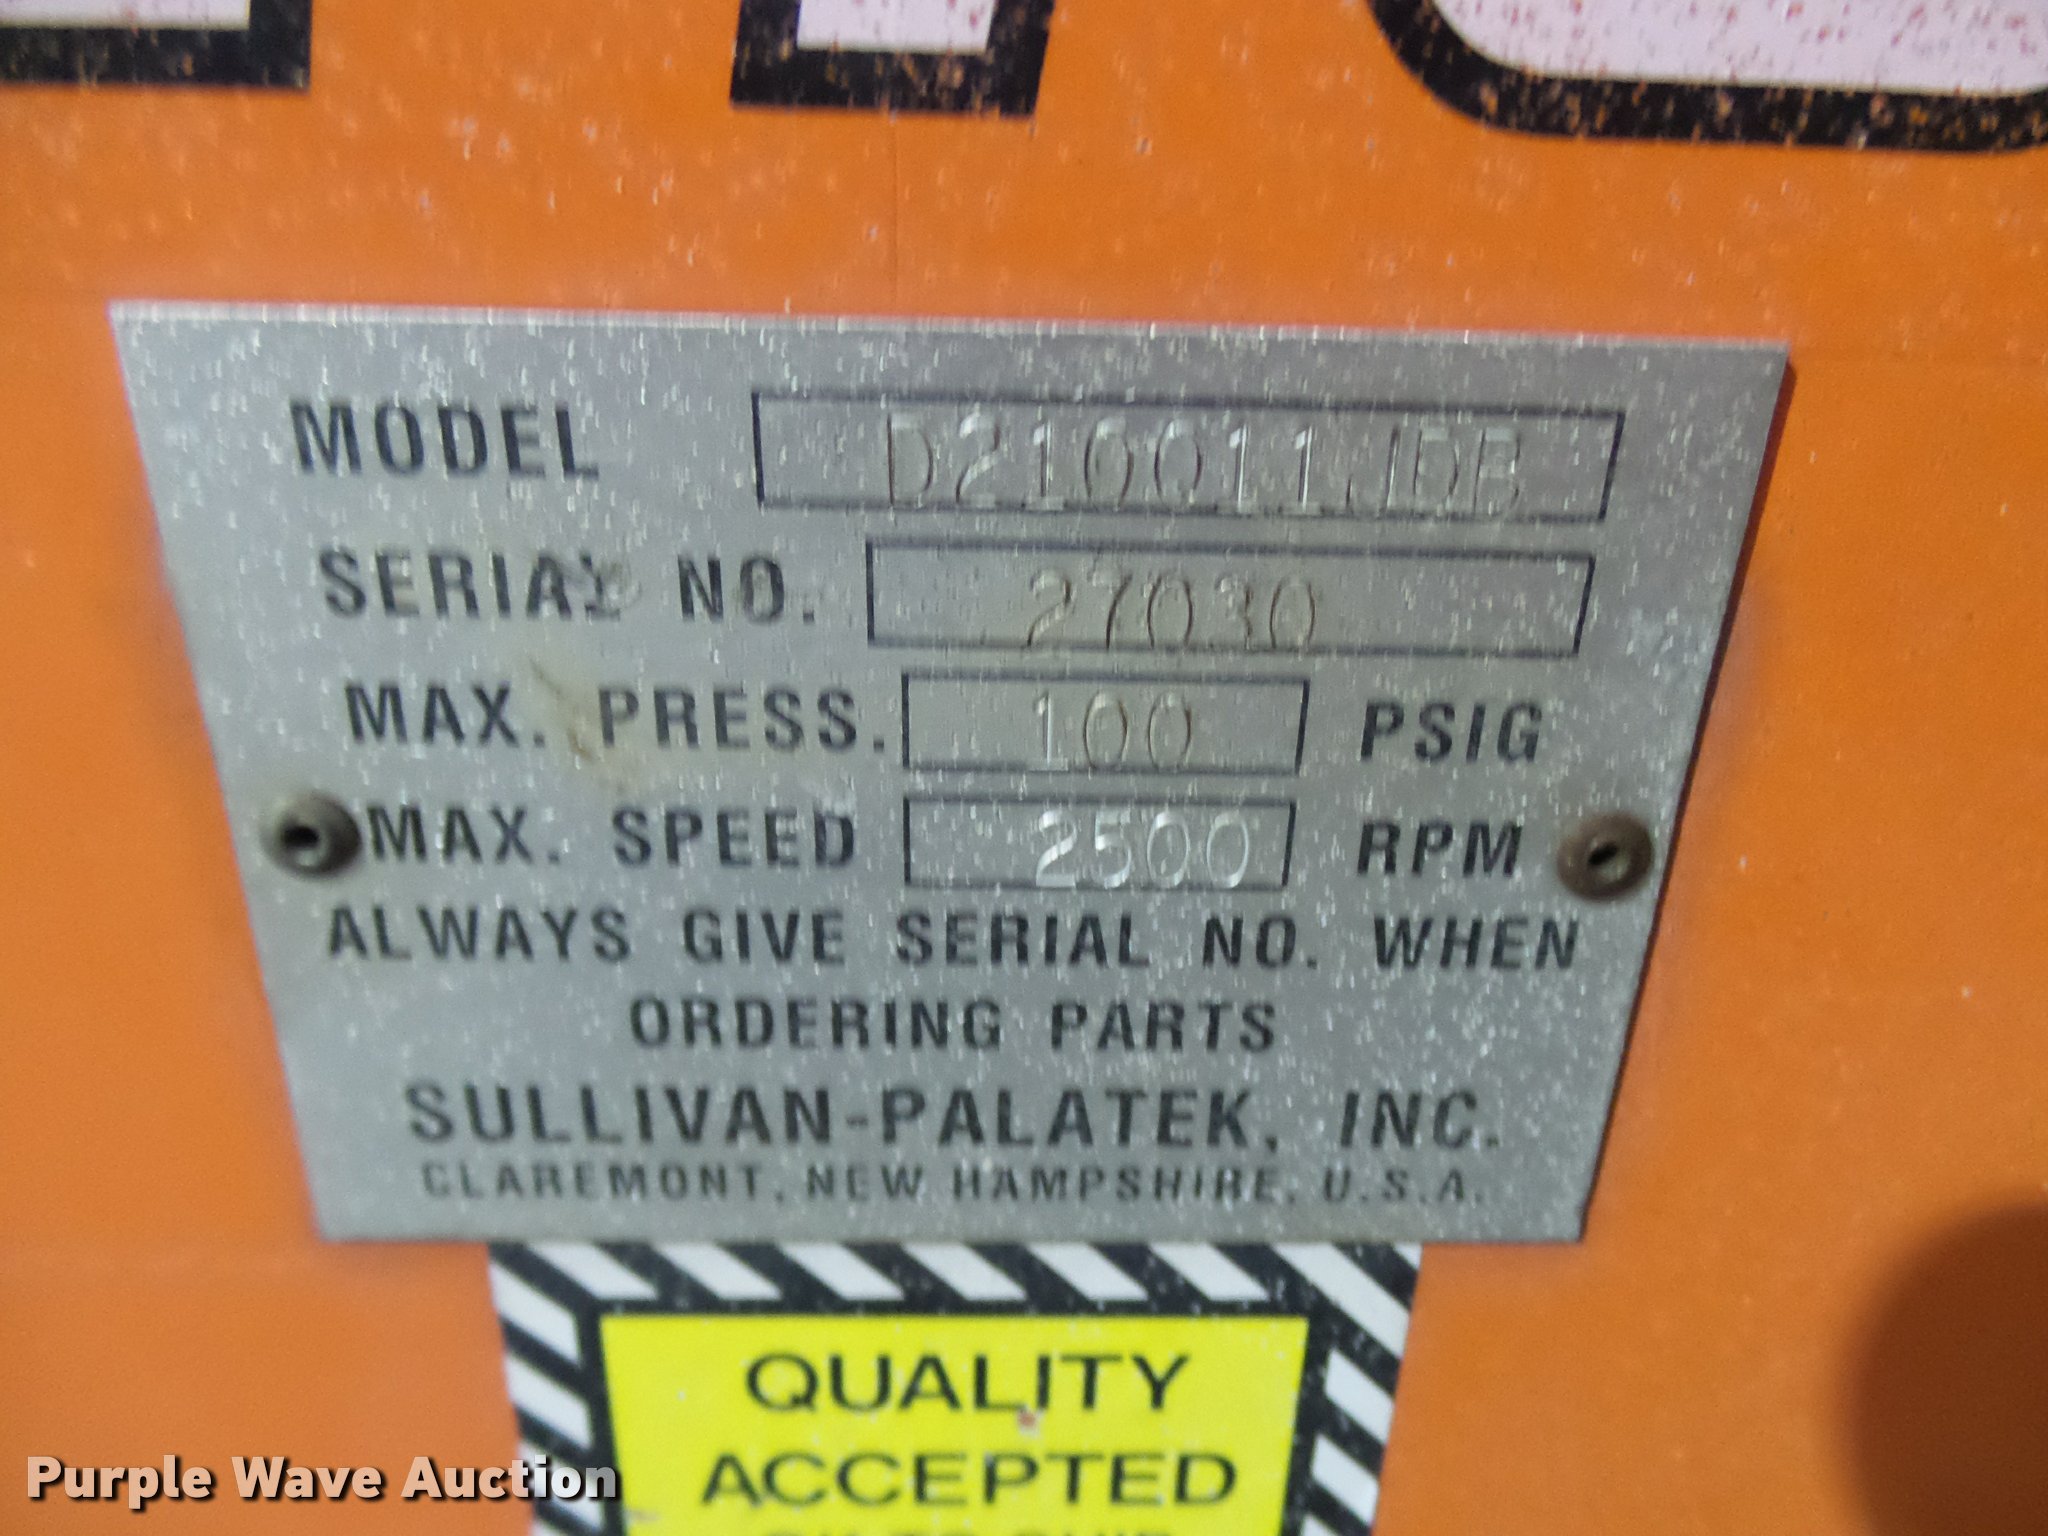 MODEL D210011JDB
SERIAL NO. 27030
MAX. PRESS. 100 PSIG
MAX. SPEED 2500 RPM
ALWAYS GIVE SERIAL NO. WHEN
ORDERING PARTS
SULLIVAN-PALATEK, INC.
CLAREMONT, NEW HAMPSHIRE, U.S.A.
QUALITY
ACCEPTED
Purple Wave Auction